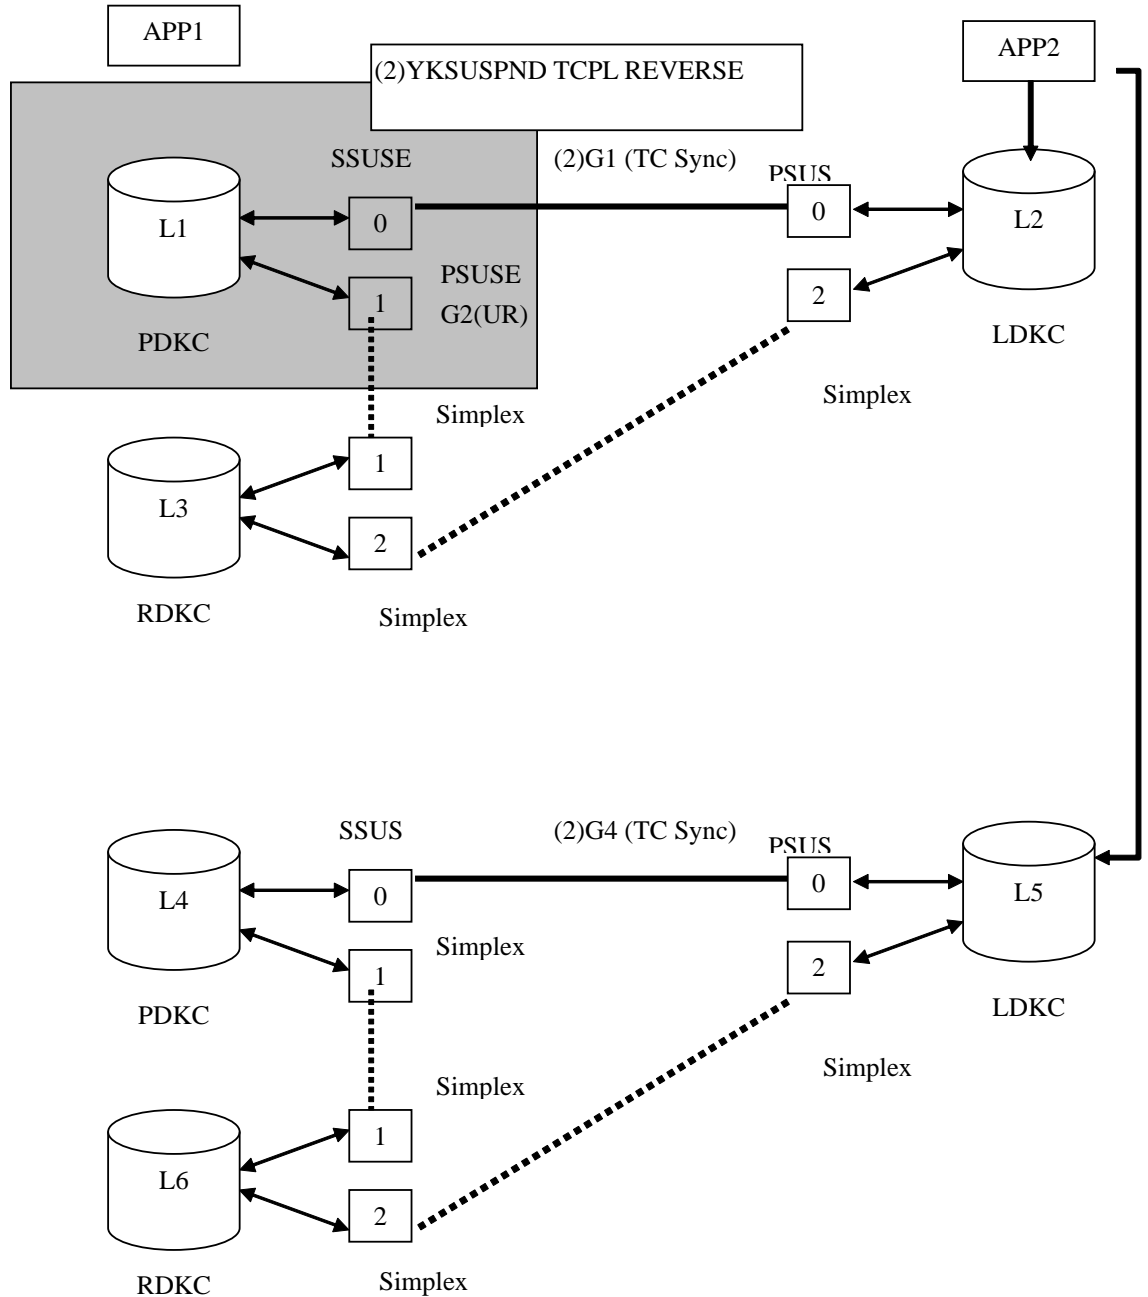 APP1
APP2
(2)YKSUSPND TCPL REVERSE
SSUSE
(2)G1 (TC Sync)
PSUS
L1
0
0
L2
PSUSE
1
G2(UR)
2
PDKC
LDKC
Simplex
Simplex
1
L3
2
RDKC
Simplex
SSUS
(2)G4 (TC Sync)
PSUS
L4
0
0
L5
Simplex
1
2
PDKC
LDKC
Simplex
Simplex
1
L6
2
RDKC
Simplex